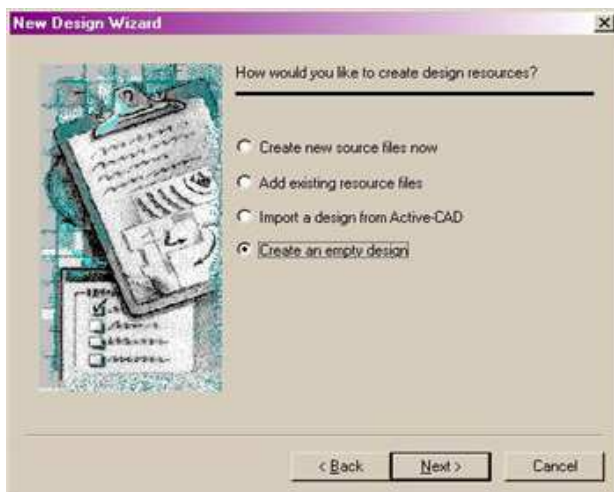 New Design Wizard
How would you like to create design resources?
Create new source files now
Add existing resource files
Import a design from Active-CAD
Create an empty design
< Back
Next >
Cancel